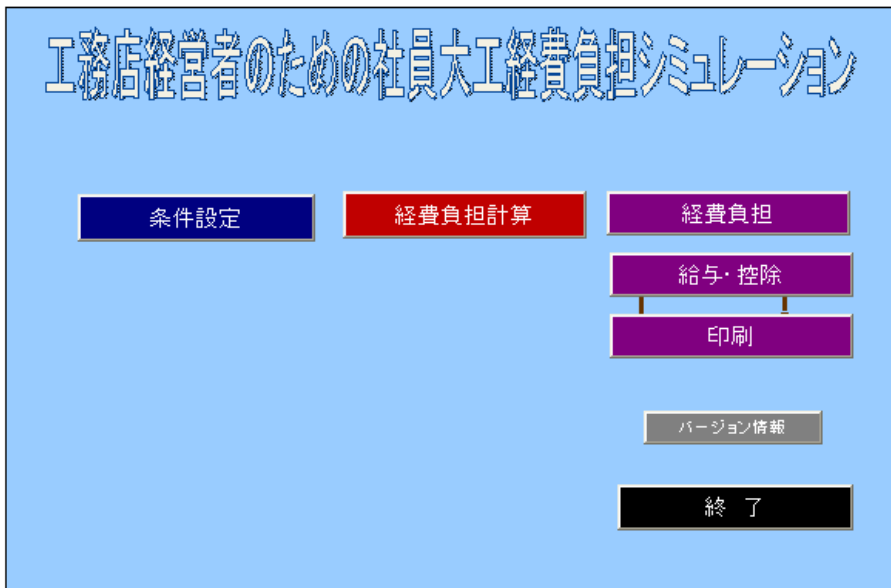 工務店経営者のための社員大工経費負担シミュレーション
条件設定
経費負担計算
経費負担
給与・控除
印刷
バージョン情報
終 了